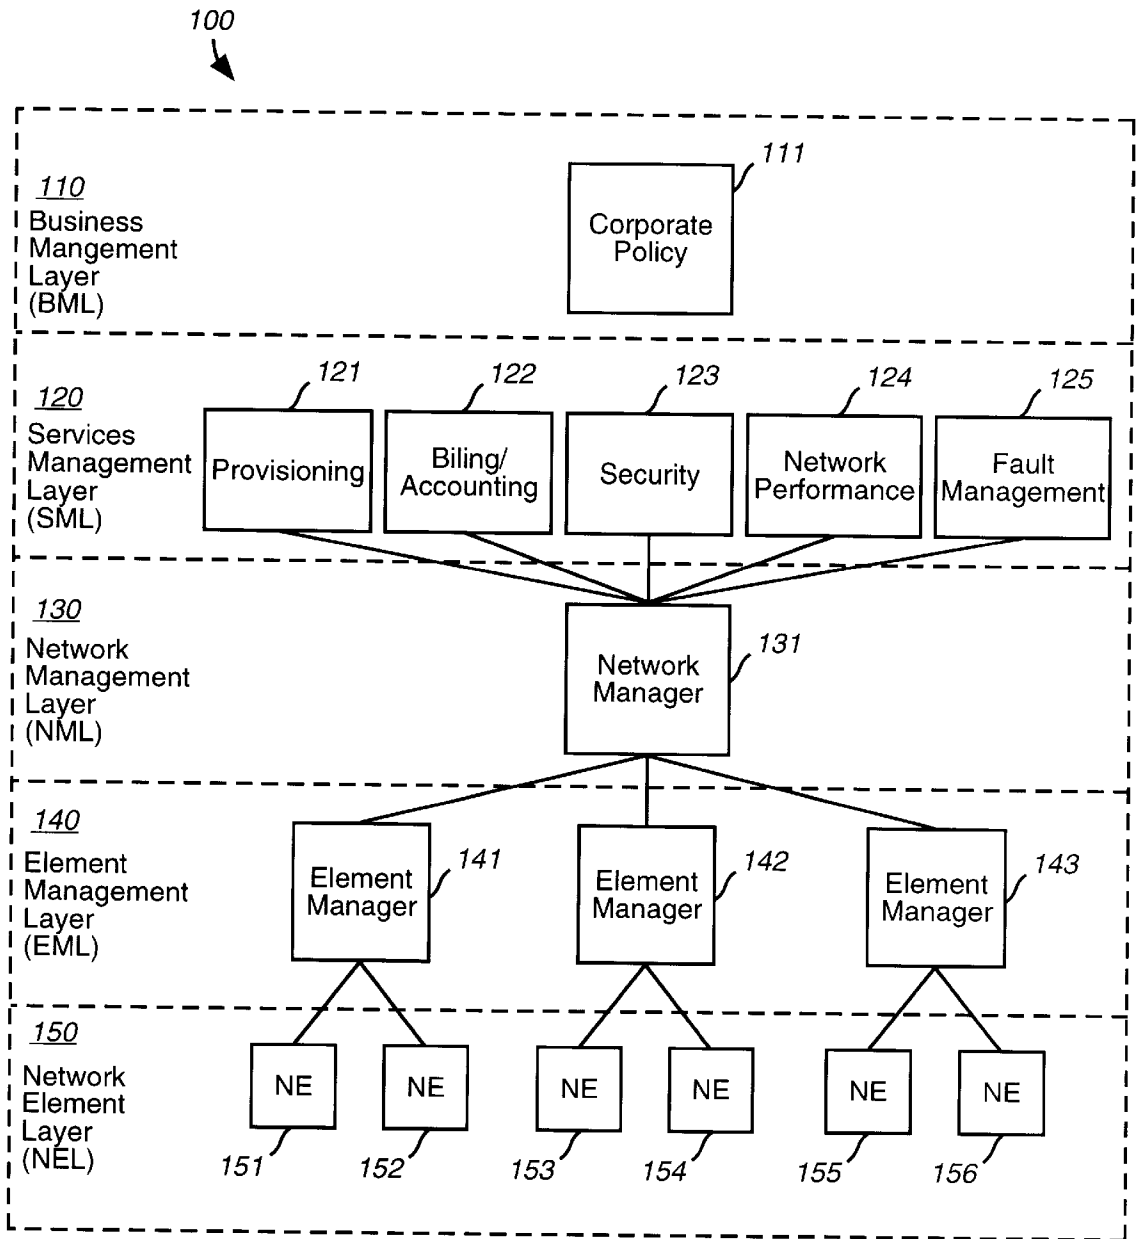 100
110
Business
Mangement
Layer
(BML)
111
Corporate
Policy
120
Services
Management
Layer
(SML)
121
Provisioning
122
Biling/
Accounting
123
Security
124
Network
Performance
125
Fault
Management
130
Network
Management
Layer
(NML)
131
Network
Manager
140
Element
Management
Layer
(EML)
141
Element
Manager
142
Element
Manager
143
Element
Manager
150
Network
Element
Layer
(NEL)
NE
151
NE
152
NE
153
NE
154
NE
155
NE
156